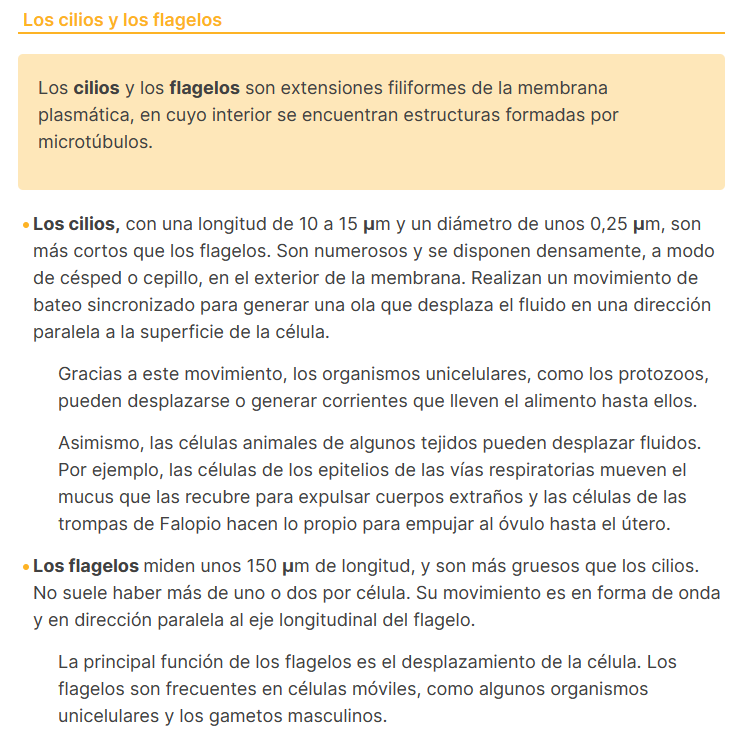 Los cilios y los flagelos
Los cilios y los flagelos son extensiones filiformes de la membrana
plasmática, en cuyo interior se encuentran estructuras formadas por
microtúbulos.
• Los cilios, con una longitud de 10 a 15 μm y un diámetro de unos 0,25 μm, son
más cortos que los flagelos. Son numerosos y se disponen densamente, a modo
de césped o cepillo, en el exterior de la membrana. Realizan un movimiento de
bateo sincronizado para generar una ola que desplaza el fluido en una dirección
paralela a la superficie de la célula.
Gracias a este movimiento, los organismos unicelulares, como los protozoos,
pueden desplazarse o generar corrientes que lleven el alimento hasta ellos.
Asimismo, las células animales de algunos tejidos pueden desplazar fluidos.
Por ejemplo, las células de los epitelios de las vías respiratorias mueven el
mucus que las recubre para expulsar cuerpos extraños y las células de las
trompas de Falopio hacen lo propio para empujar al óvulo hasta el útero.
• Los flagelos miden unos 150 μm de longitud, y son más gruesos que los cilios.
No suele haber más de uno o dos por célula. Su movimiento es en forma de onda
y en dirección paralela al eje longitudinal del flagelo.
La principal función de los flagelos es el desplazamiento de la célula. Los
flagelos son frecuentes en células móviles, como algunos organismos
unicelulares y los gametos masculinos.